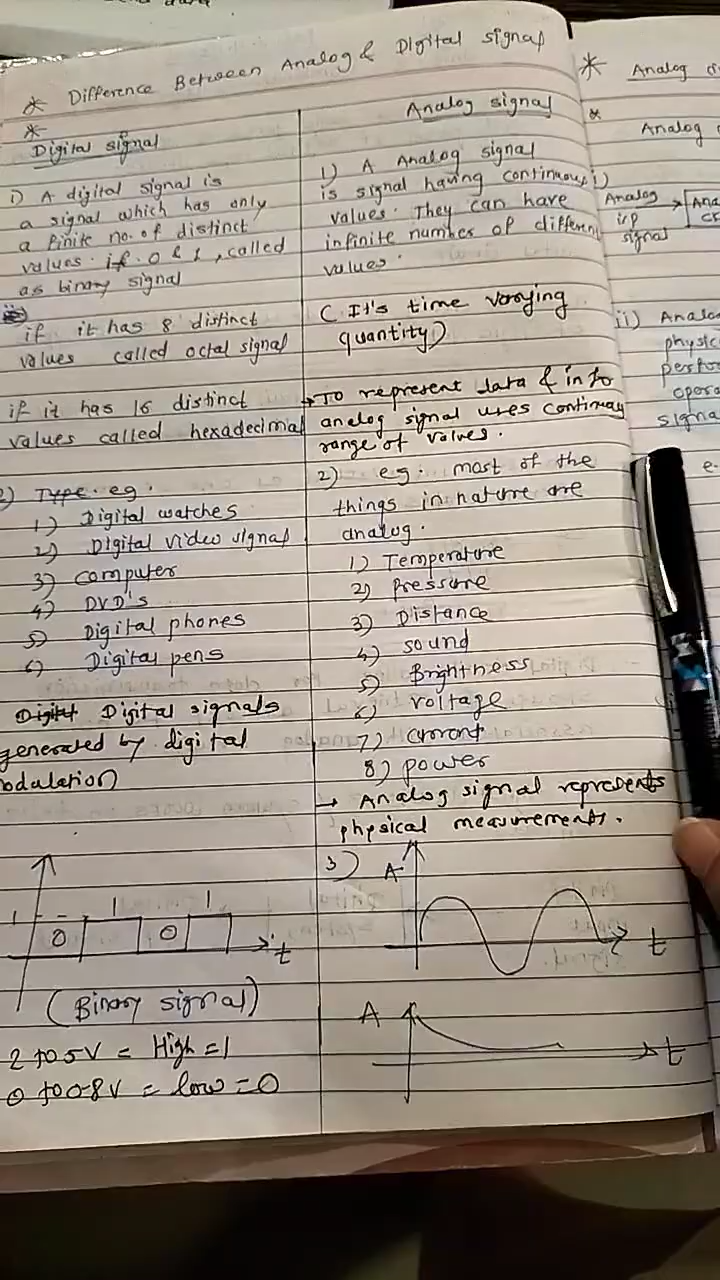 * Difference Between Analog & Digital signal
*
Digital signal
i) A digital signal is
a signal which has only
a finite no. of distinct
values. if 0 & 1, called
as binary signal
if it has 8 distinct
values called octal signal
if it has 16 distinct
values called hexadecimal
2) Type. eg.
1) Digital watches
2) Digital video signal
3) computer
4) DVD's
5) Digital phones
6) Digital pens
Digital signals
generated by digital
modulation
1
1
1
0
0
t
(Binary signal)
2 to 5V = High = 1
0 to 0.8V = low = 0
Analog signal
1) A Analog signal
is signal having continuous
values. They can have
infinite number of different
values.
( It's time varying
quantity)
→ To represent data & info
analog signal uses continuous
range of values.
2) eg. most of the
things in nature are
analog.
1) Temperature
2) Pressure
3) Distance
4) sound
5) Brightness
6) voltage
7) current
8) power
→ Analog signal represents
physical measurements.
3)
A
t
A
t
* Analog
*
Analog
i)
Analog
i/p
signal
Ana
ii) Analo
physic
perfo
opera
signa
e.